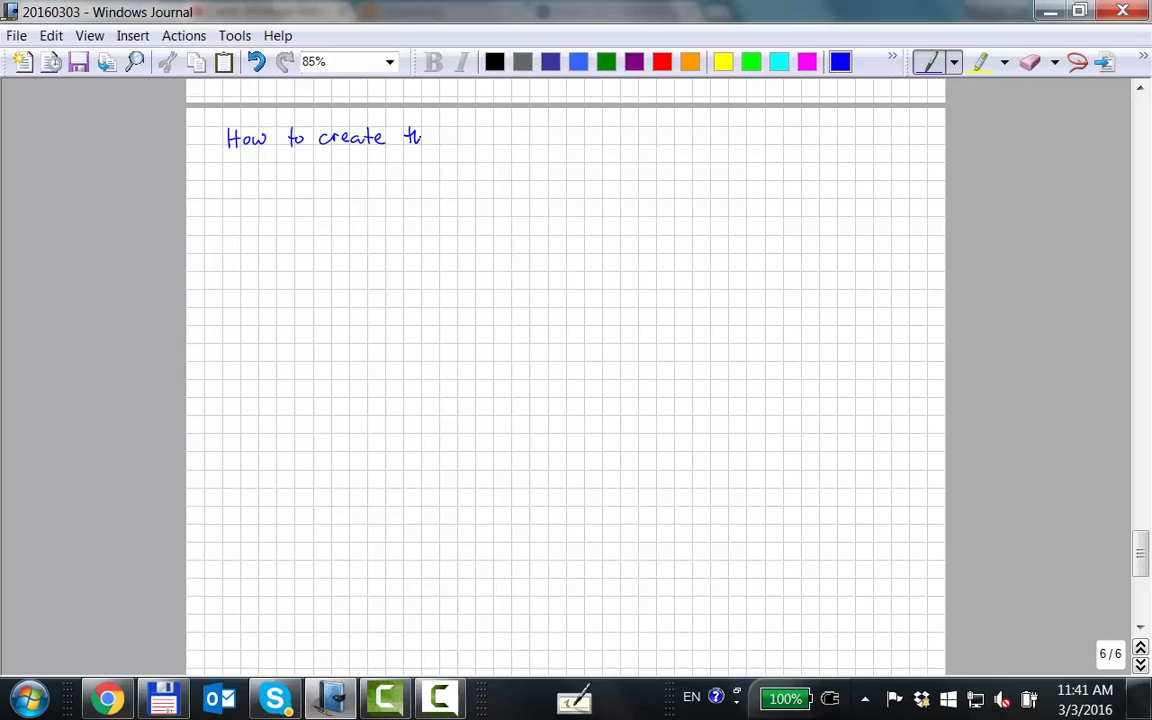 20160303 - Windows Journal
File Edit View Insert Actions Tools Help
85% B I
How to create th
6 / 6
EN 100% 11:41 AM
3/3/2016